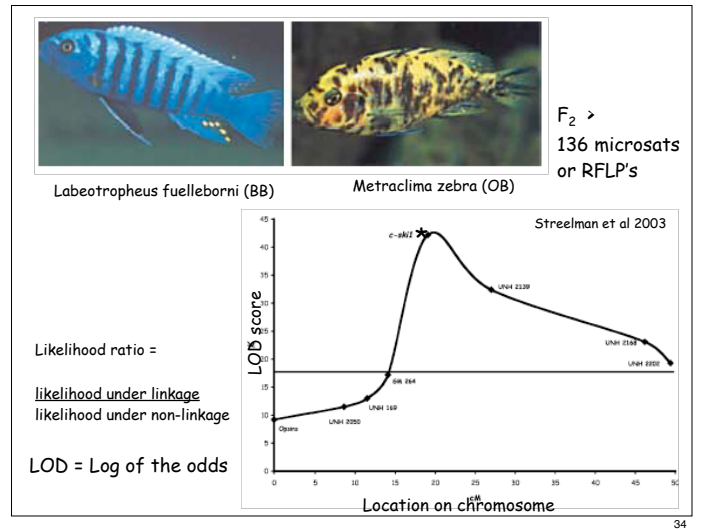 Labeotropheus fuelleborni (BB)
Metraclima zebra (OB)
F2 >
136 microsats
or RFLP's
Streelman et al 2003
Likelihood ratio =
likelihood under linkage
likelihood under non-linkage
LOD = Log of the odds
LOD score
45
40
35
30
25
20
15
10
5
0
c-ski1
*
UNH 2139
UNH 2168
UNH 2202
GM 264
UNH 169
UNH 2050
Opsins
0 5 10 15 20 25 30 35 40 45 50
cM
Location on chromosome
34